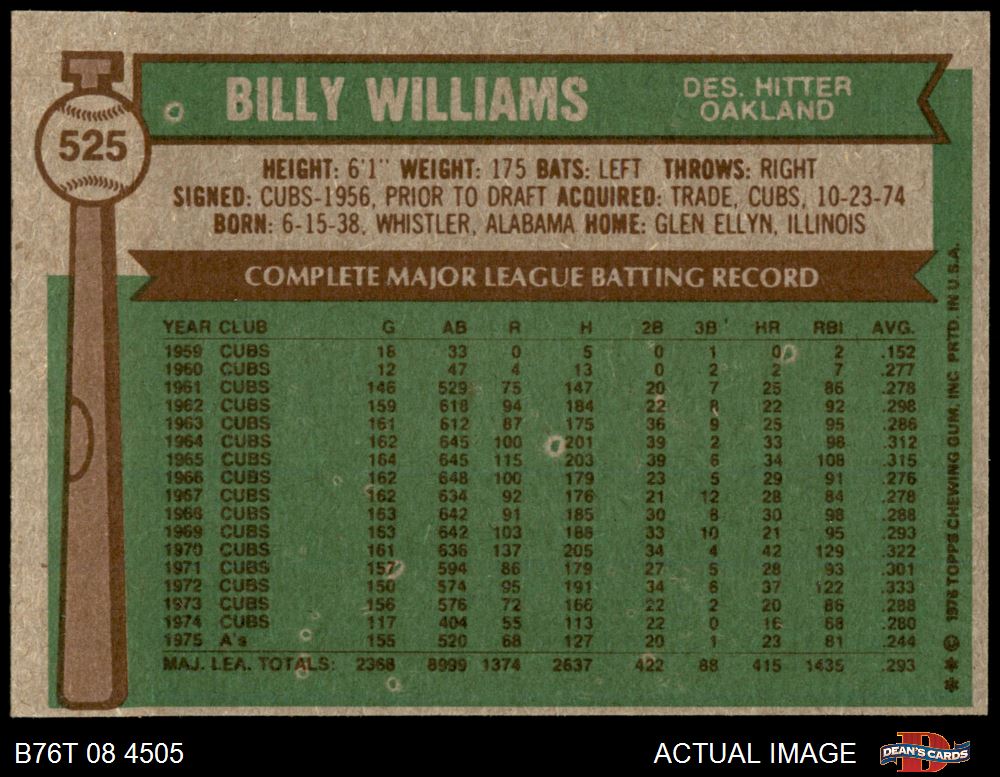 525
BILLY WILLIAMS
DES. HITTER
OAKLAND
HEIGHT: 6'1" WEIGHT: 175 BATS: LEFT THROWS: RIGHT
SIGNED: CUBS-1956, PRIOR TO DRAFT ACQUIRED: TRADE, CUBS, 10-23-74
BORN: 6-15-38, WHISTLER, ALABAMA HOME: GLEN ELLYN, ILLINOIS
COMPLETE MAJOR LEAGUE BATTING RECORD
YEAR CLUB G AB R H 2B 3B HR RBI AVG.
1959 CUBS 18 33 0 5 0 1 0 2 .152
1960 CUBS 12 47 4 13 0 2 2 7 .277
1961 CUBS 146 529 75 147 20 7 25 86 .278
1962 CUBS 159 618 94 184 22 8 22 92 .298
1963 CUBS 161 612 87 175 36 9 25 95 .286
1964 CUBS 162 645 100 201 39 2 33 98 .312
1965 CUBS 164 645 115 203 39 6 34 108 .315
1966 CUBS 162 648 100 179 23 5 29 91 .276
1967 CUBS 162 634 92 176 21 12 28 84 .278
1968 CUBS 163 642 91 185 30 8 30 98 .288
1969 CUBS 163 642 103 188 33 10 21 95 .293
1970 CUBS 161 636 137 205 34 4 42 129 .322
1971 CUBS 157 594 86 179 27 5 28 93 .301
1972 CUBS 150 574 95 191 34 6 37 122 .333
1973 CUBS 156 576 72 166 22 2 20 86 .288
1974 CUBS 117 404 55 113 22 0 16 68 .280
1975 A's 155 520 68 127 20 1 23 81 .244
MAJ. LEA. TOTALS: 2368 8999 1374 2637 422 88 415 1435 .293
** © 1976 TOPPS CHEWING GUM, INC. PRTD. IN U.S.A.
B76T 08 4505
ACTUAL IMAGE
DEAN'S CARDS